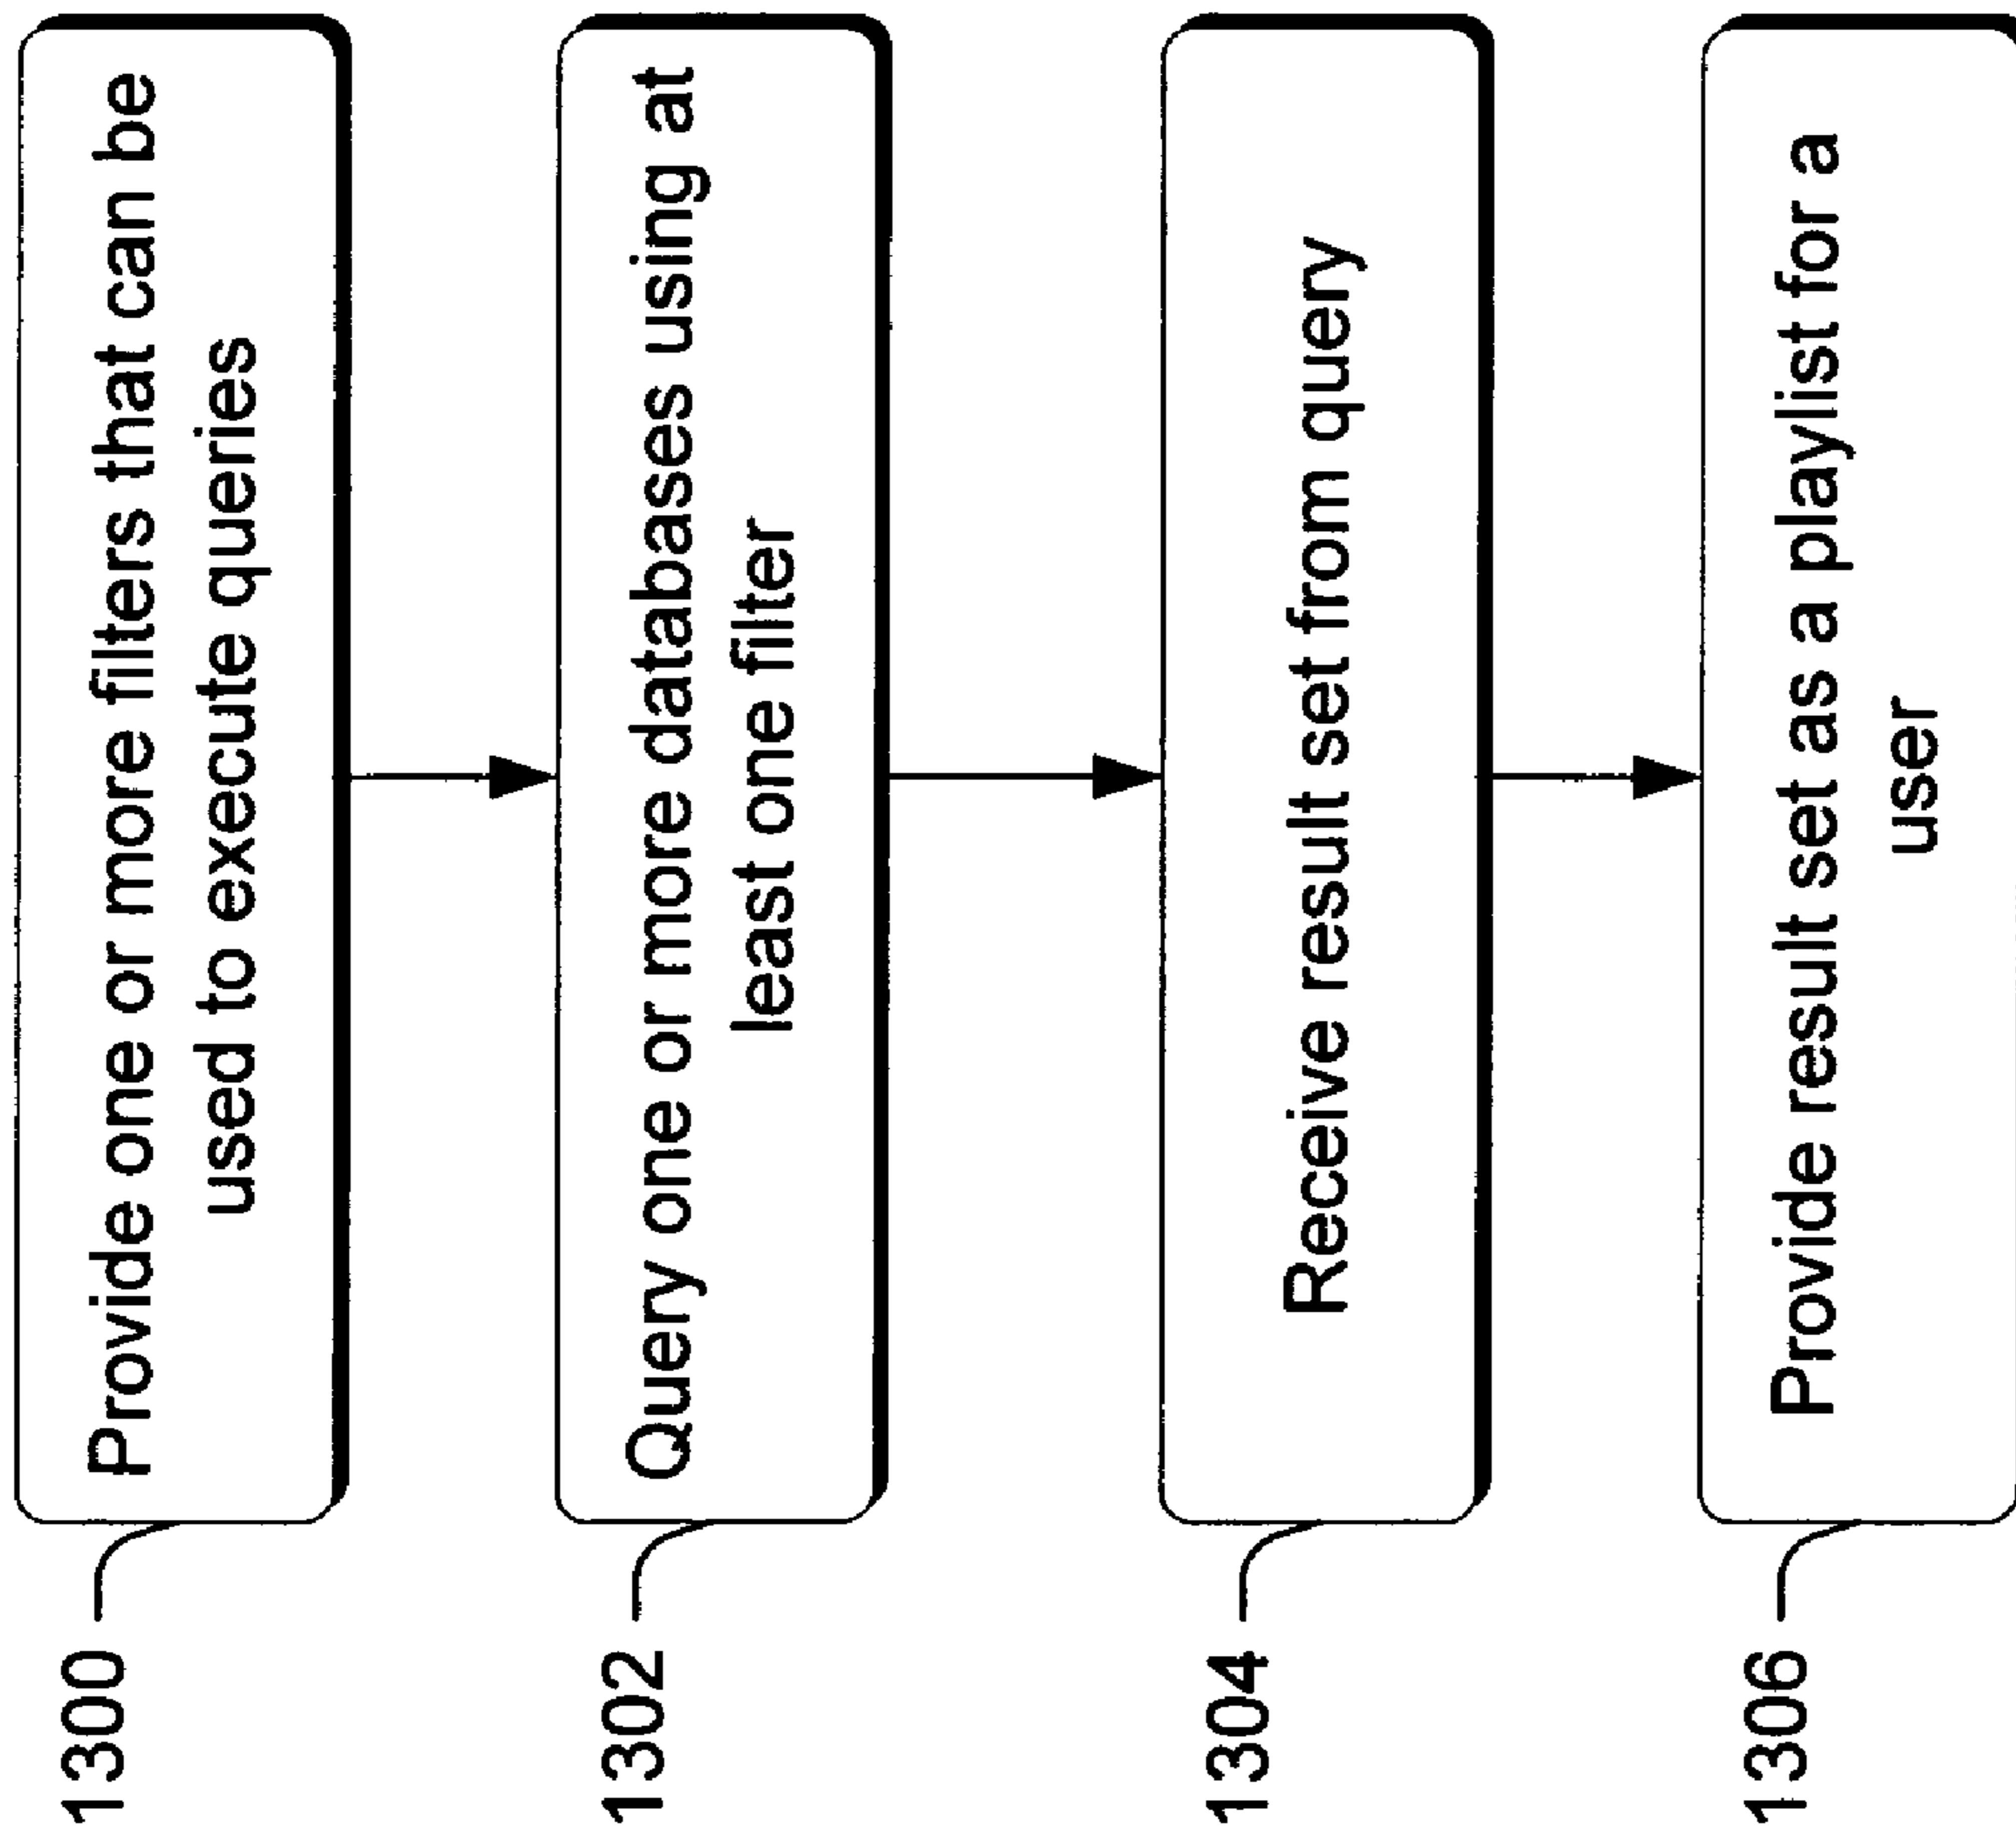 1300
Provide one or more filters that can be
used to execute queries
1302
Query one or more databases using at
least one filter
1304
Receive result set from query
1306
Provide result set as a playlist for a
user